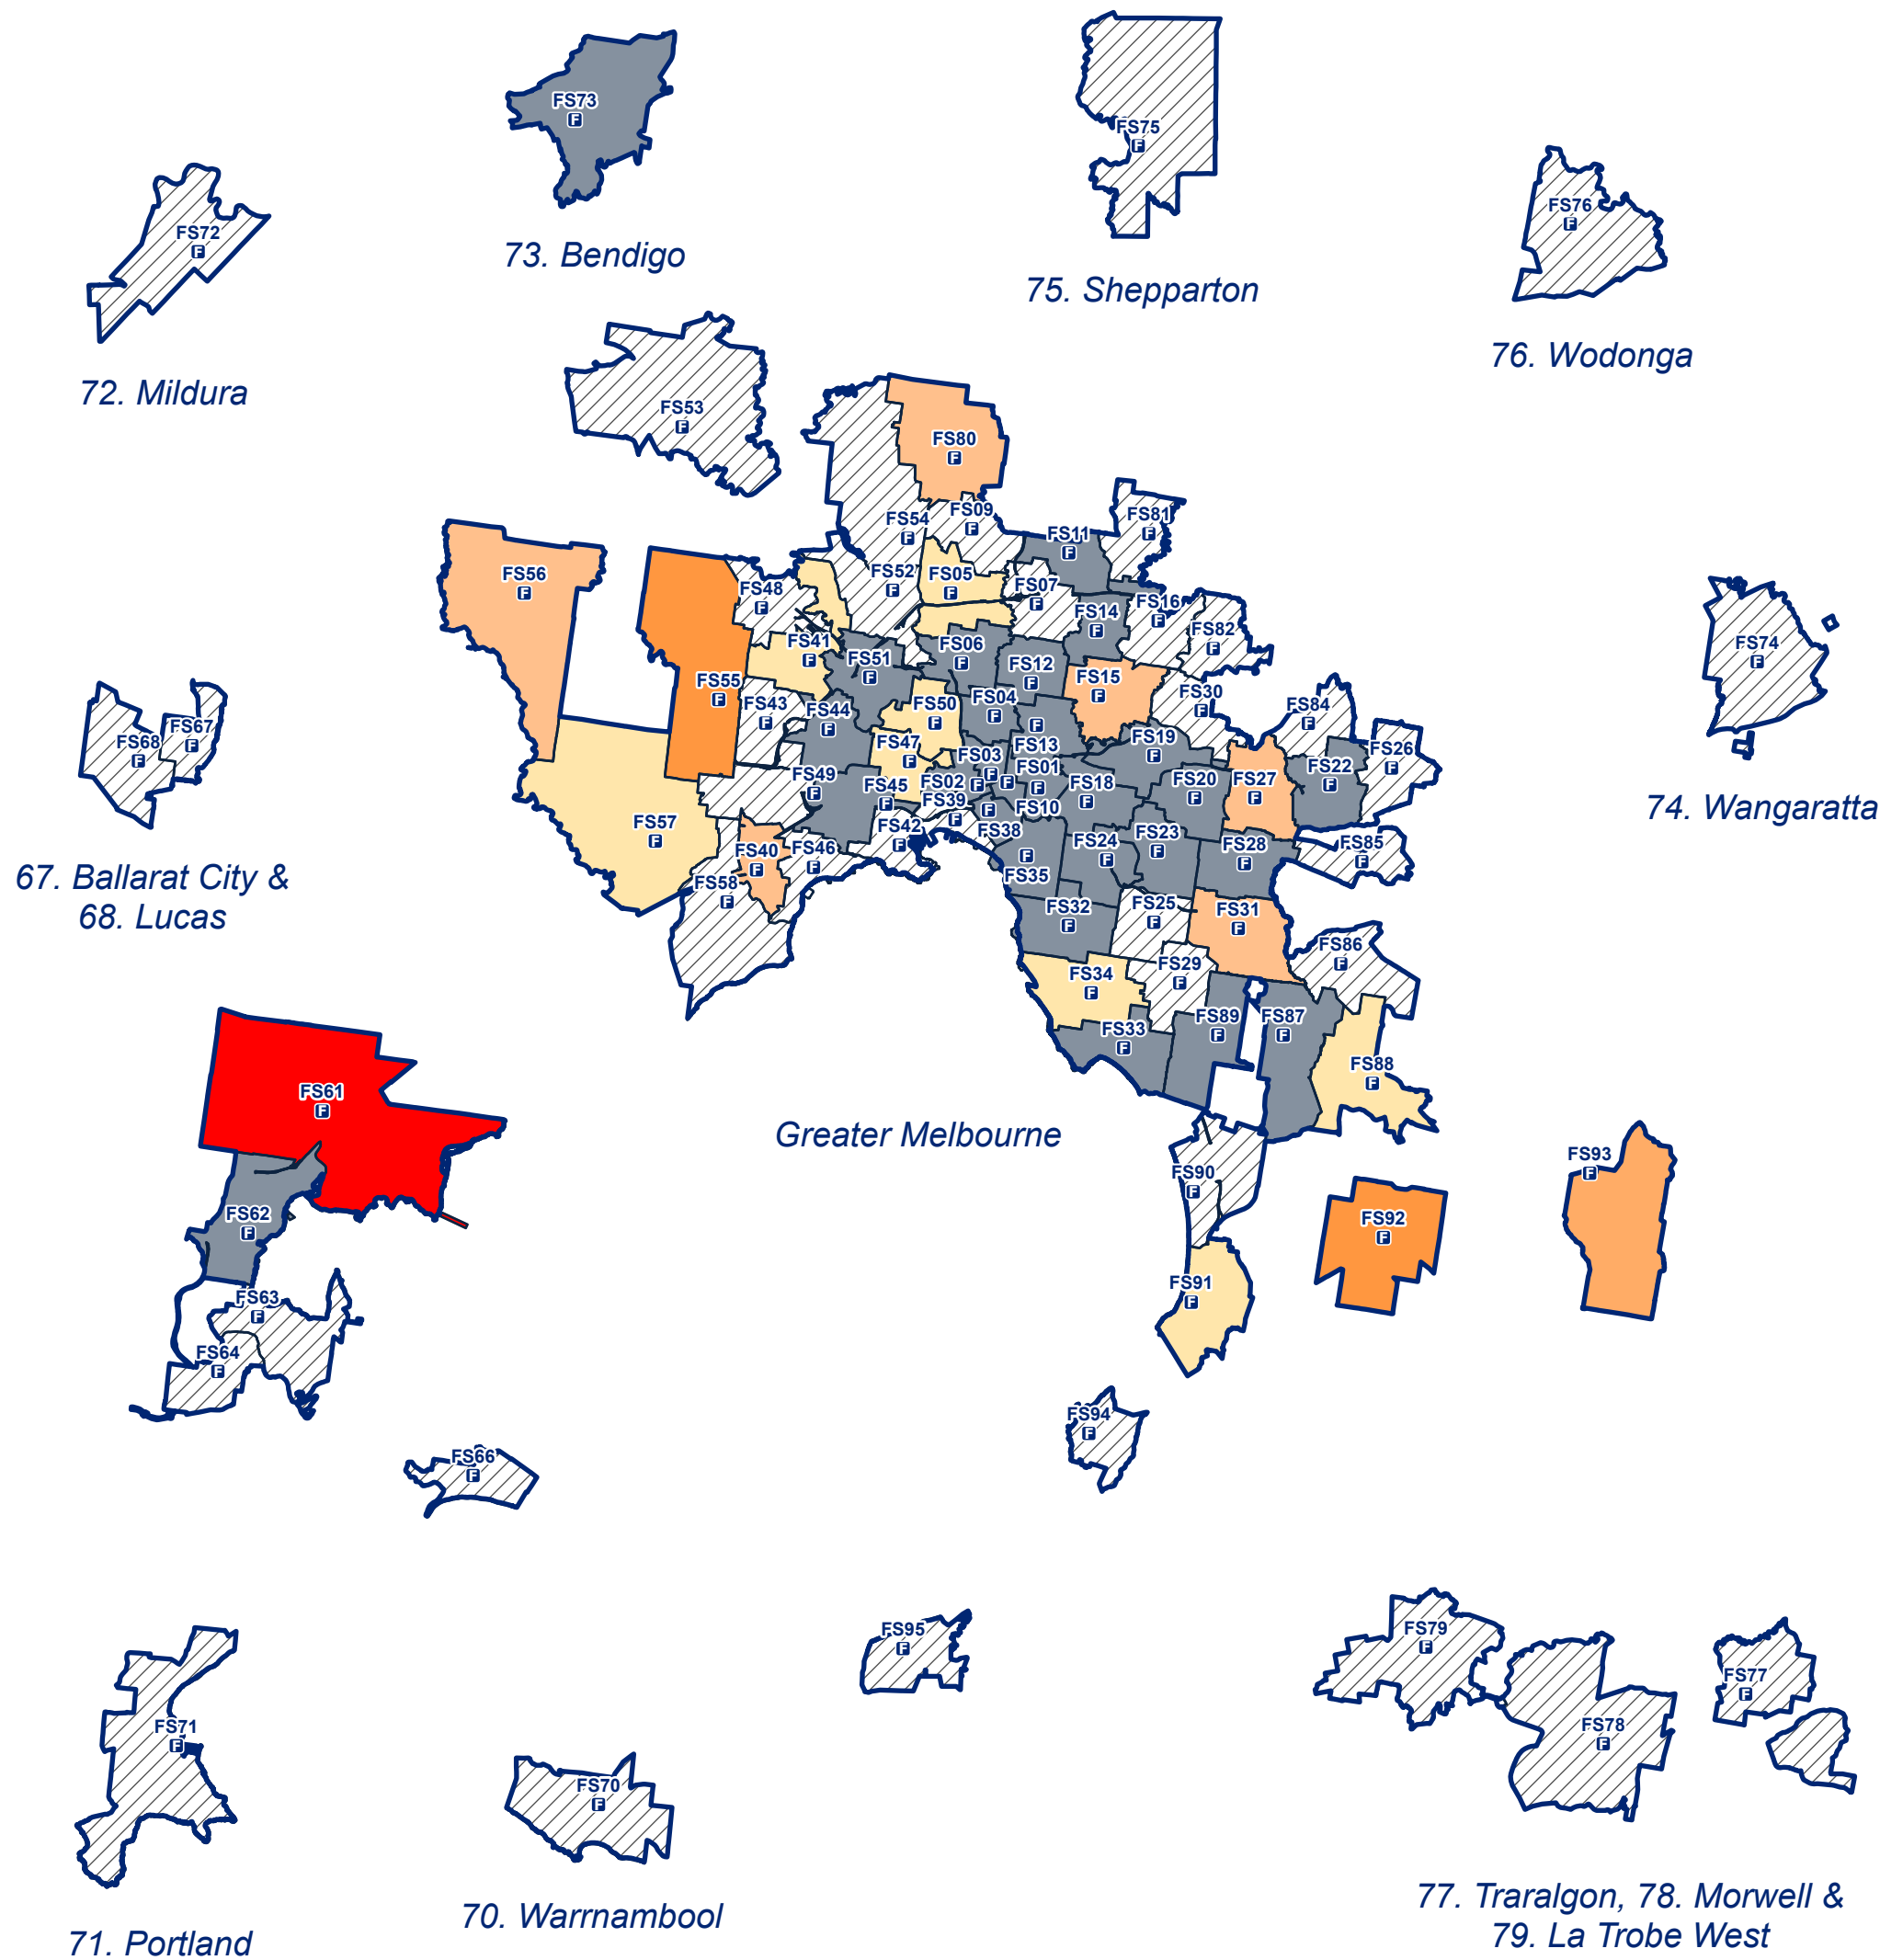 FS73
F
FS75
F
FS76
F
FS72
F
73. Bendigo
75. Shepparton
76. Wodonga
72. Mildura
FS53
F
FS80
F
FS54
F
FS09
F
FS81
F
FS11
F
FS56
F
FS48
F
FS52
F
FS05
F
FS07
F
FS14
F
FS16
F
FS82
F
FS74
F
FS41
F
FS51
F
FS06
F
FS12
F
FS15
F
FS55
F
FS43
F
FS44
F
FS50
F
FS04
F
FS30
F
FS84
F
FS68
F
FS67
F
FS47
F
FS03
F
FS13
F
FS19
F
FS26
F
FS49
F
FS45
F
FS02
F
FS01
F
FS18
F
FS20
F
FS27
F
FS22
F
74. Wangaratta
FS39
F
FS10
F
FS57
F
FS40
F
FS46
F
FS42
F
FS38
F
FS24
F
FS23
F
FS28
F
FS85
F
67. Ballarat City &
68. Lucas
FS58
F
FS35
F
FS32
F
FS25
F
FS31
F
FS86
F
FS34
F
FS29
F
FS33
F
FS89
F
FS87
F
FS88
F
FS61
F
Greater Melbourne
FS90
F
FS93
F
FS62
F
FS92
F
FS63
F
FS91
F
FS64
F
FS94
F
FS66
F
FS95
F
FS79
F
FS77
F
FS71
F
FS78
F
FS70
F
70. Warrnambool
77. Traralgon, 78. Morwell &
79. La Trobe West
71. Portland